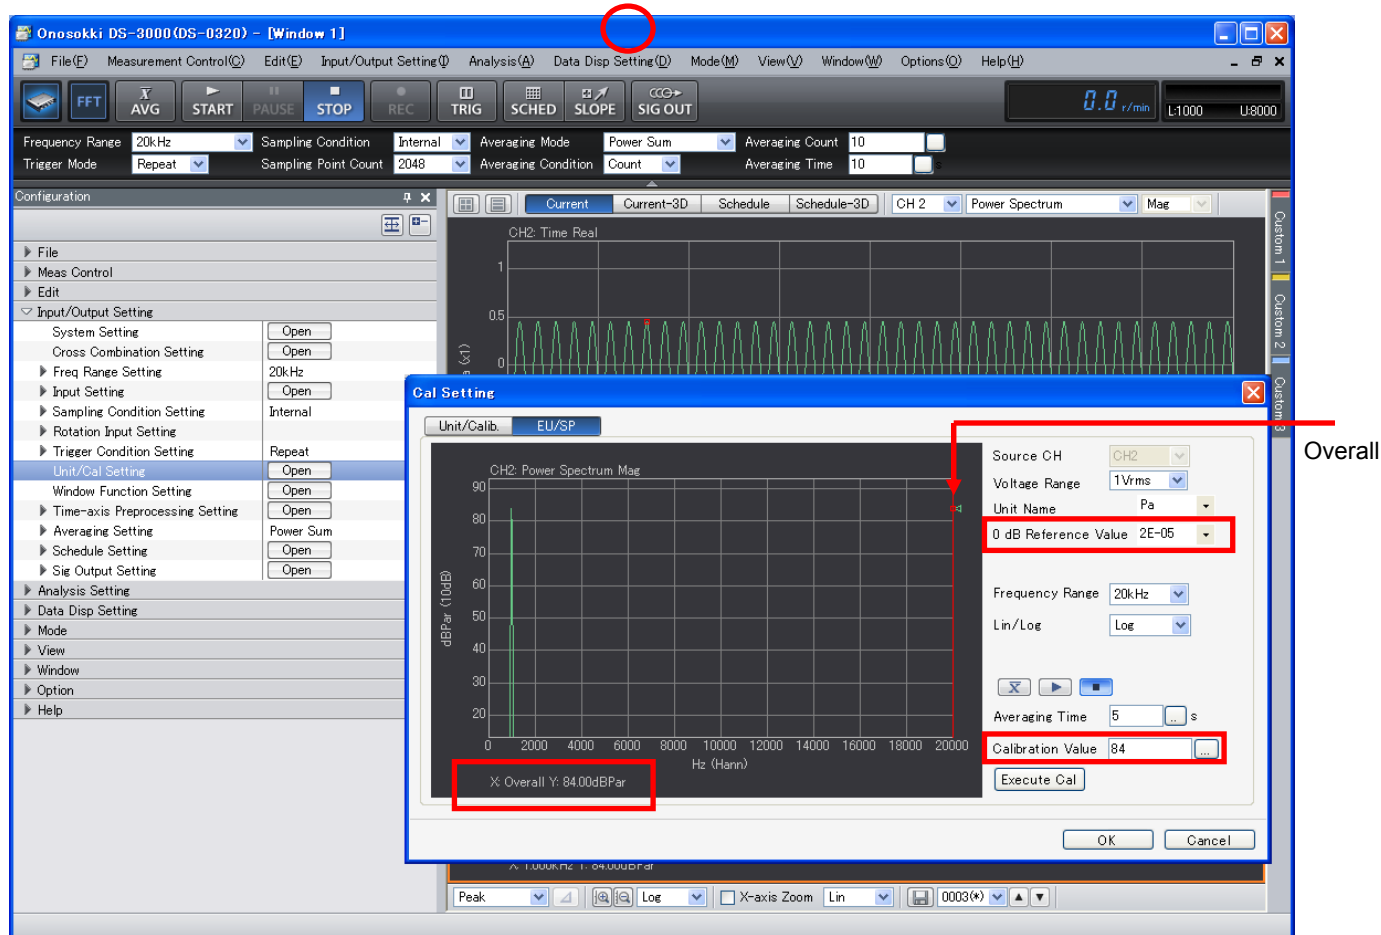 Onosokki DS-3000(DS-0320) - [Window 1]
File(F) Measurement Control(C) Edit(E) Input/Output Setting(I) Analysis(A) Data Disp Setting(D) Mode(M) View(V) Window(W) Options(O) Help(H)
FFT AVG START PAUSE STOP REC TRIG SCHED SLOPE SIG OUT 0.0 r/min L:1000 U:8000
Frequency Range 20kHz Sampling Condition Internal Averaging Mode Power Sum Averaging Count 10
Trigger Mode Repeat Sampling Point Count 2048 Averaging Condition Count Averaging Time 10 s
Configuration
Current Current-3D Schedule Schedule-3D CH 2 Power Spectrum Mag
Custom 1
Custom 2
Custom 3
File
Meas Control
Edit
Input/Output Setting
System Setting Open
Cross Combination Setting Open
Freq Range Setting 20kHz
Input Setting Open
Sampling Condition Setting Internal
Rotation Input Setting
Trigger Condition Setting Repeat
Unit/Cal Setting Open
Window Function Setting Open
Time-axis Preprocessing Setting Open
Averaging Setting Power Sum
Schedule Setting Open
Sig Output Setting Open
Analysis Setting
Data Disp Setting
Mode
View
Window
Option
Help
CH2: Time Real
1
0.5
0
(x1)
Cal Setting
Unit/Calib. EU/SP
CH2: Power Spectrum Mag
90
80
70
60
50
40
30
20
dBPar (10dB)
0 2000 4000 6000 8000 10000 12000 14000 16000 18000 20000
Hz (Hann)
X: Overall Y: 84.00dBPar
Source CH CH2
Voltage Range 1Vrms
Unit Name Pa
0 dB Reference Value 2E-05
Frequency Range 20kHz
Lin/Log Log
X
Averaging Time 5 .. s
Calibration Value 84 ...
Execute Cal
OK Cancel
Overall
X: 1.000kHz Y: 84.00dBPar
Peak Log X-axis Zoom Lin 0003(*)